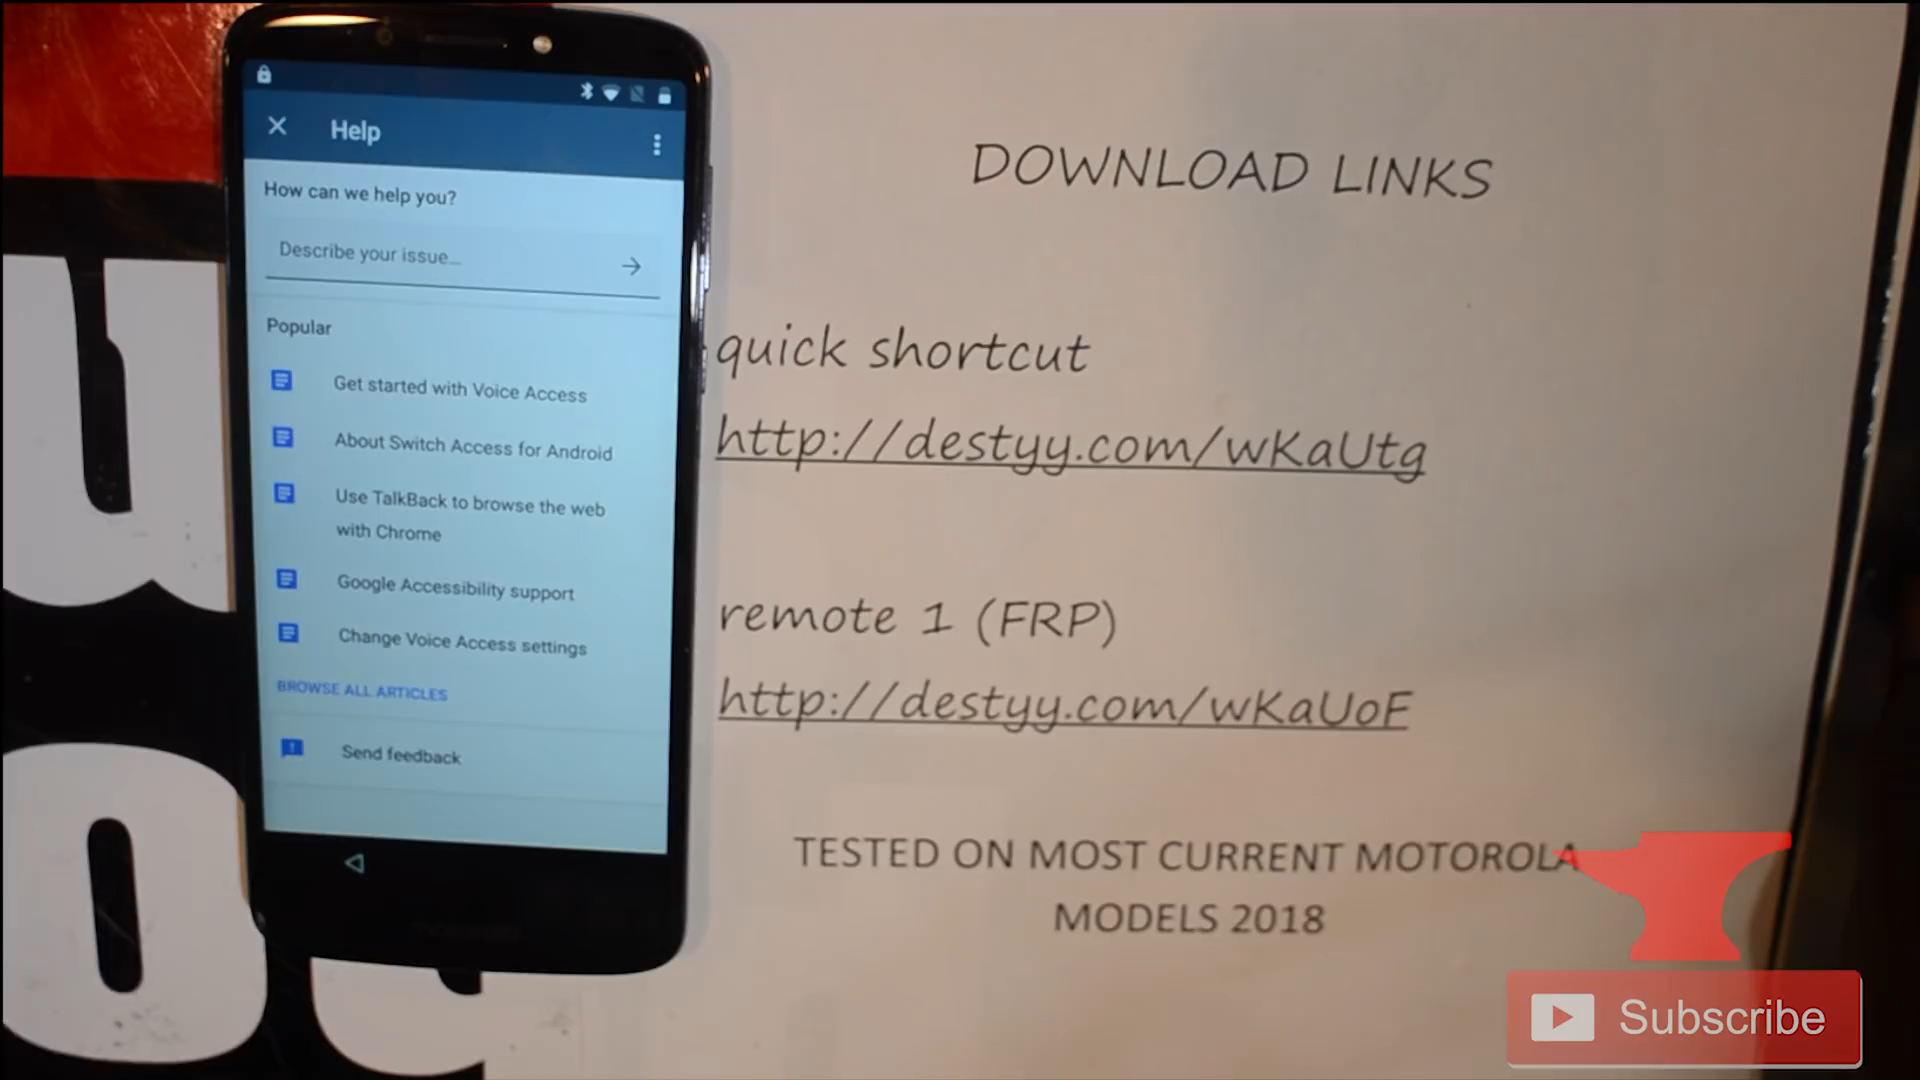 Help
How can we help you?
Describe your issue...
Popular
Get started with Voice Access
About Switch Access for Android
Use TalkBack to browse the web
with Chrome
Google Accessibility support
Change Voice Access settings
BROWSE ALL ARTICLES
Send feedback
DOWNLOAD LINKS
quick shortcut
http://destyy.com/wKaUtg
remote 1 (FRP)
http://destyy.com/wKaUoF
TESTED ON MOST CURRENT MOTOROLA
MODELS 2018
Subscribe